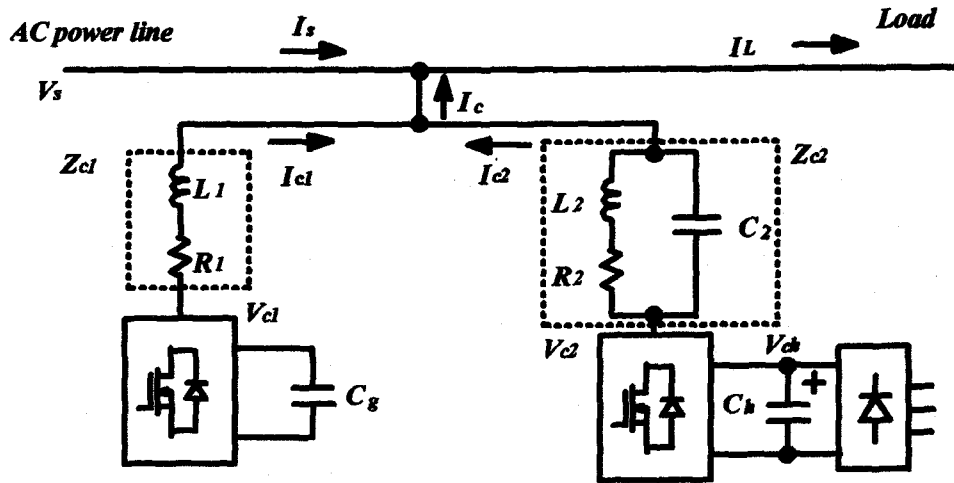 AC power line
Is
IL
Load
Vs
Ic
Zc1
Ic1
Ic2
Zc2
L1
L2
C2
R1
R2
Vc1
Vc2
Vch
Cg
Ch
+